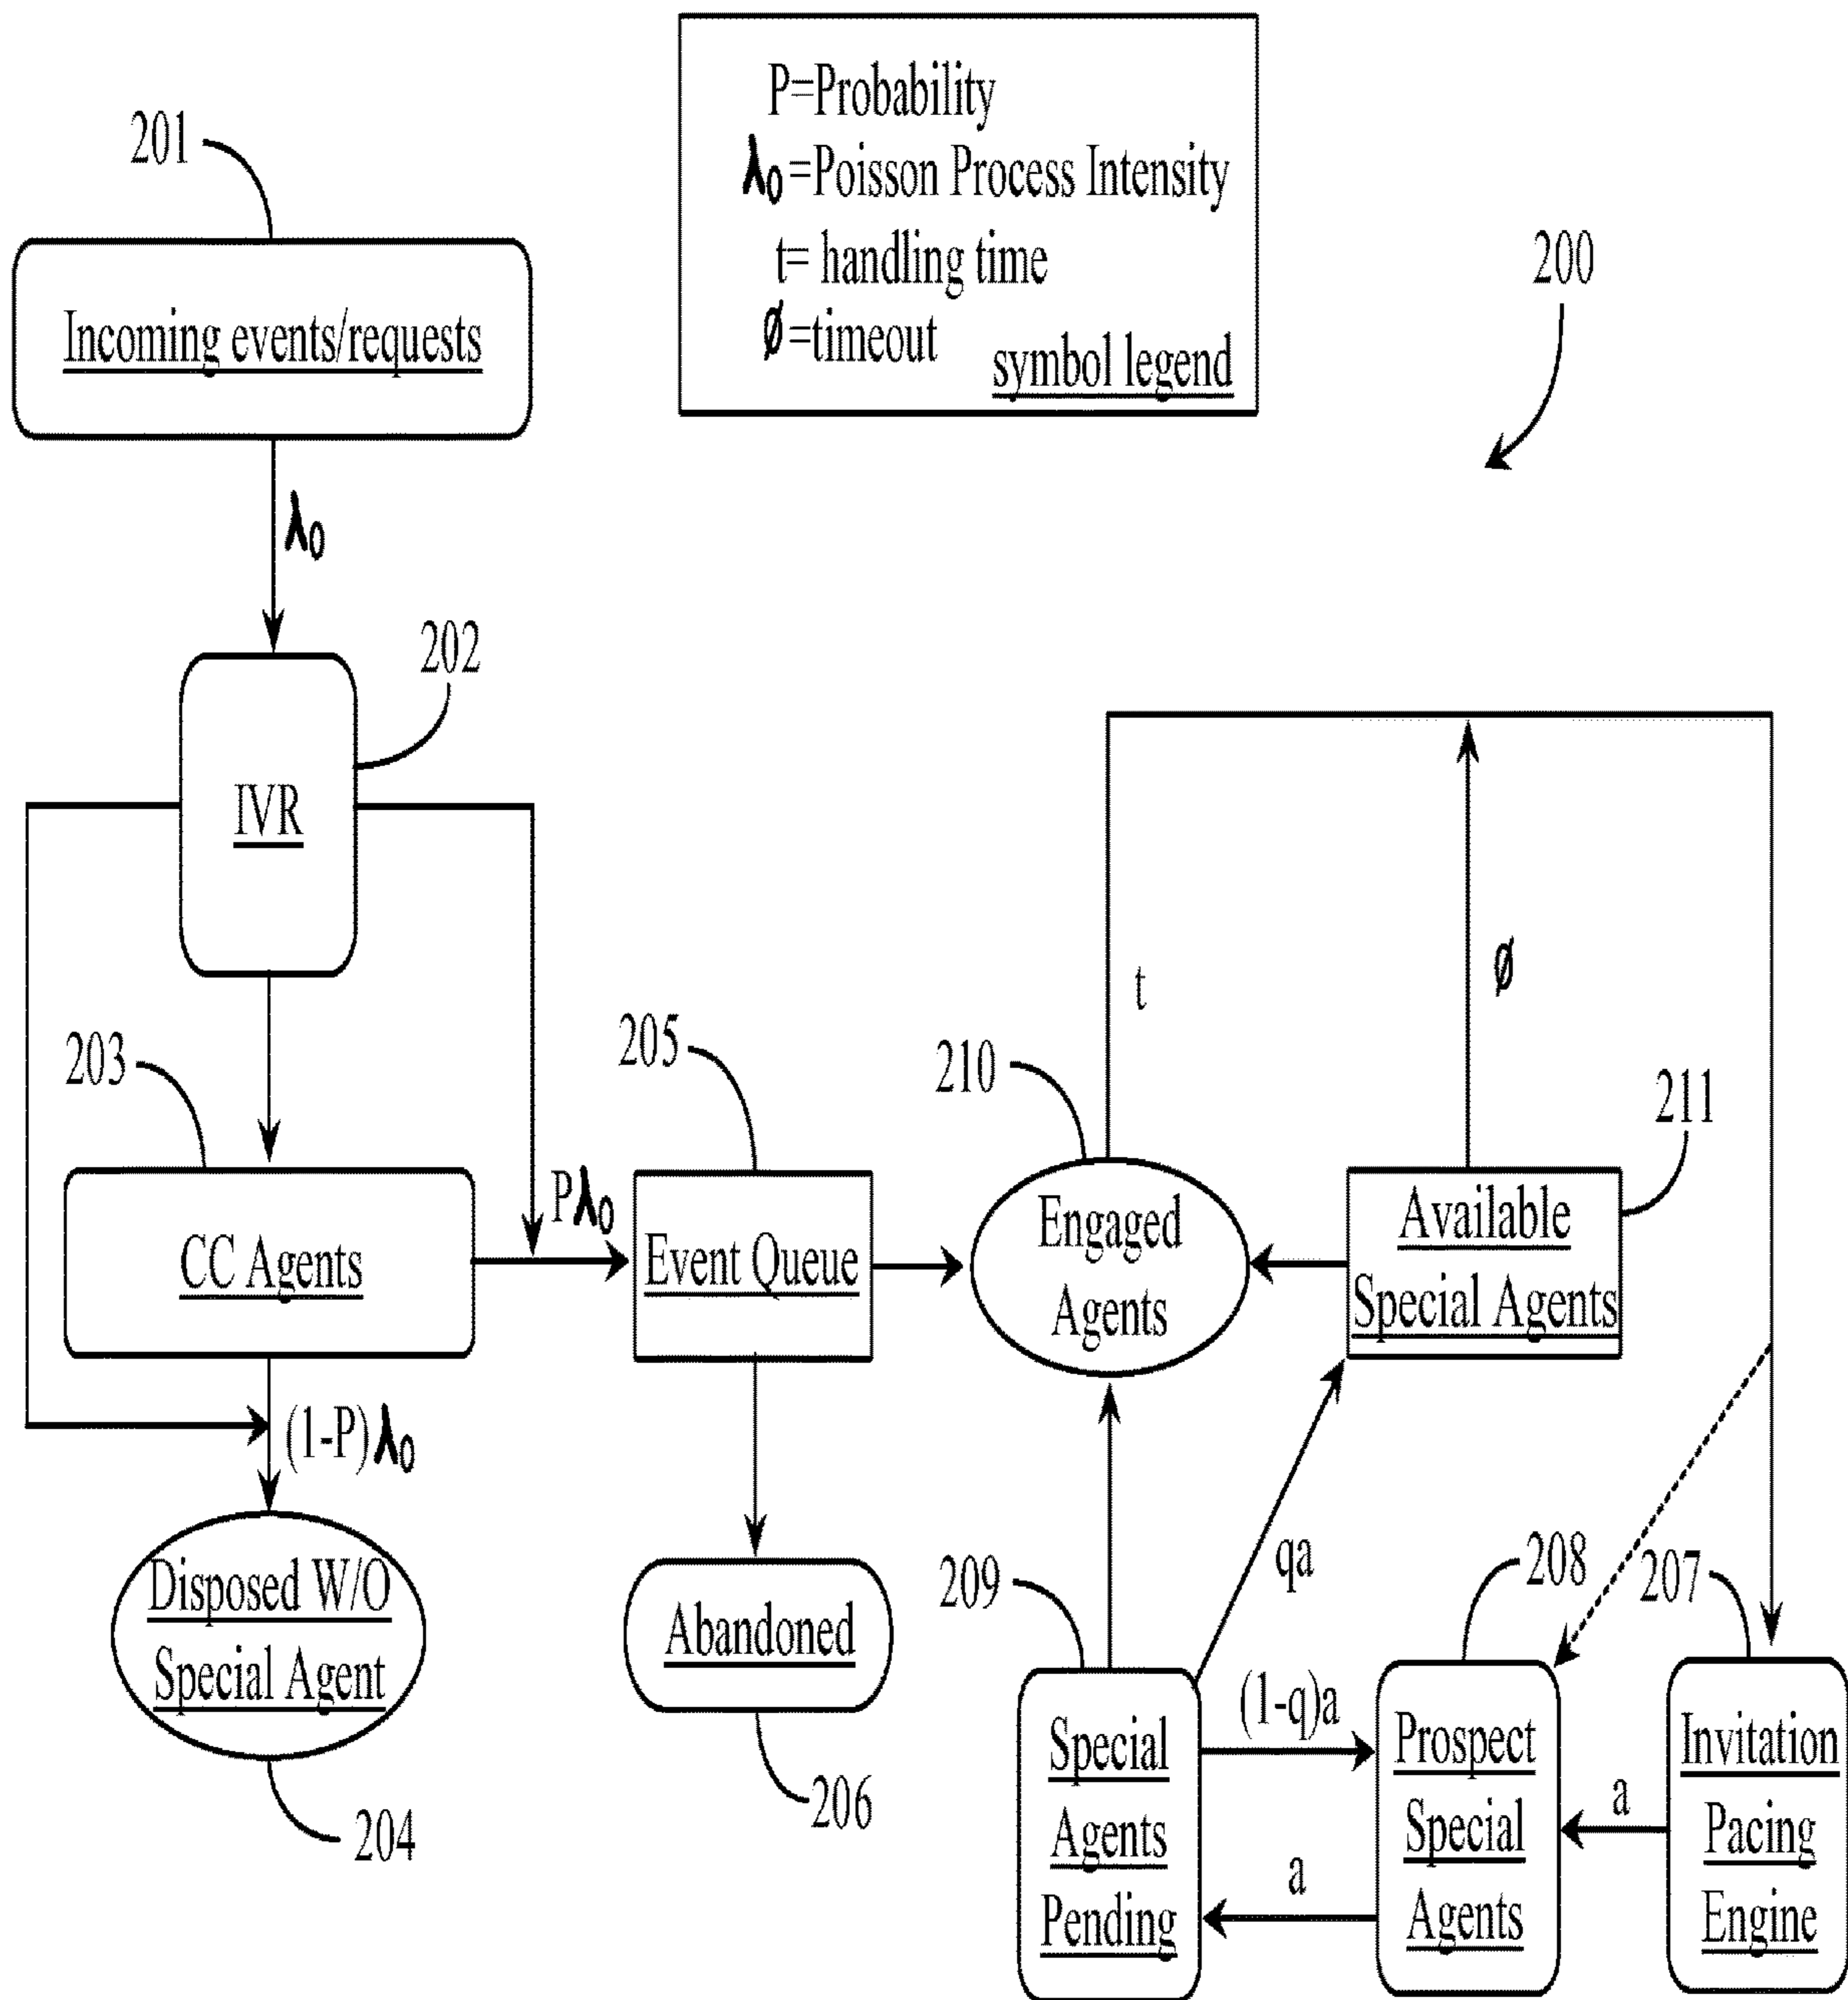 P=Probability
λ₀=Poisson Process Intensity
t= handling time
ø=timeout
symbol legend
200
201
Incoming events/requests
λ₀
202
IVR
203
CC Agents
Pλ₀
(1-P)λ₀
Disposed W/O
Special Agent
204
205
Event Queue
Abandoned
206
210
Engaged
Agents
t
ø
211
Available
Special Agents
qa
209
Special
Agents
Pending
(1-q)a
a
208
Prospect
Special
Agents
a
207
Invitation
Pacing
Engine